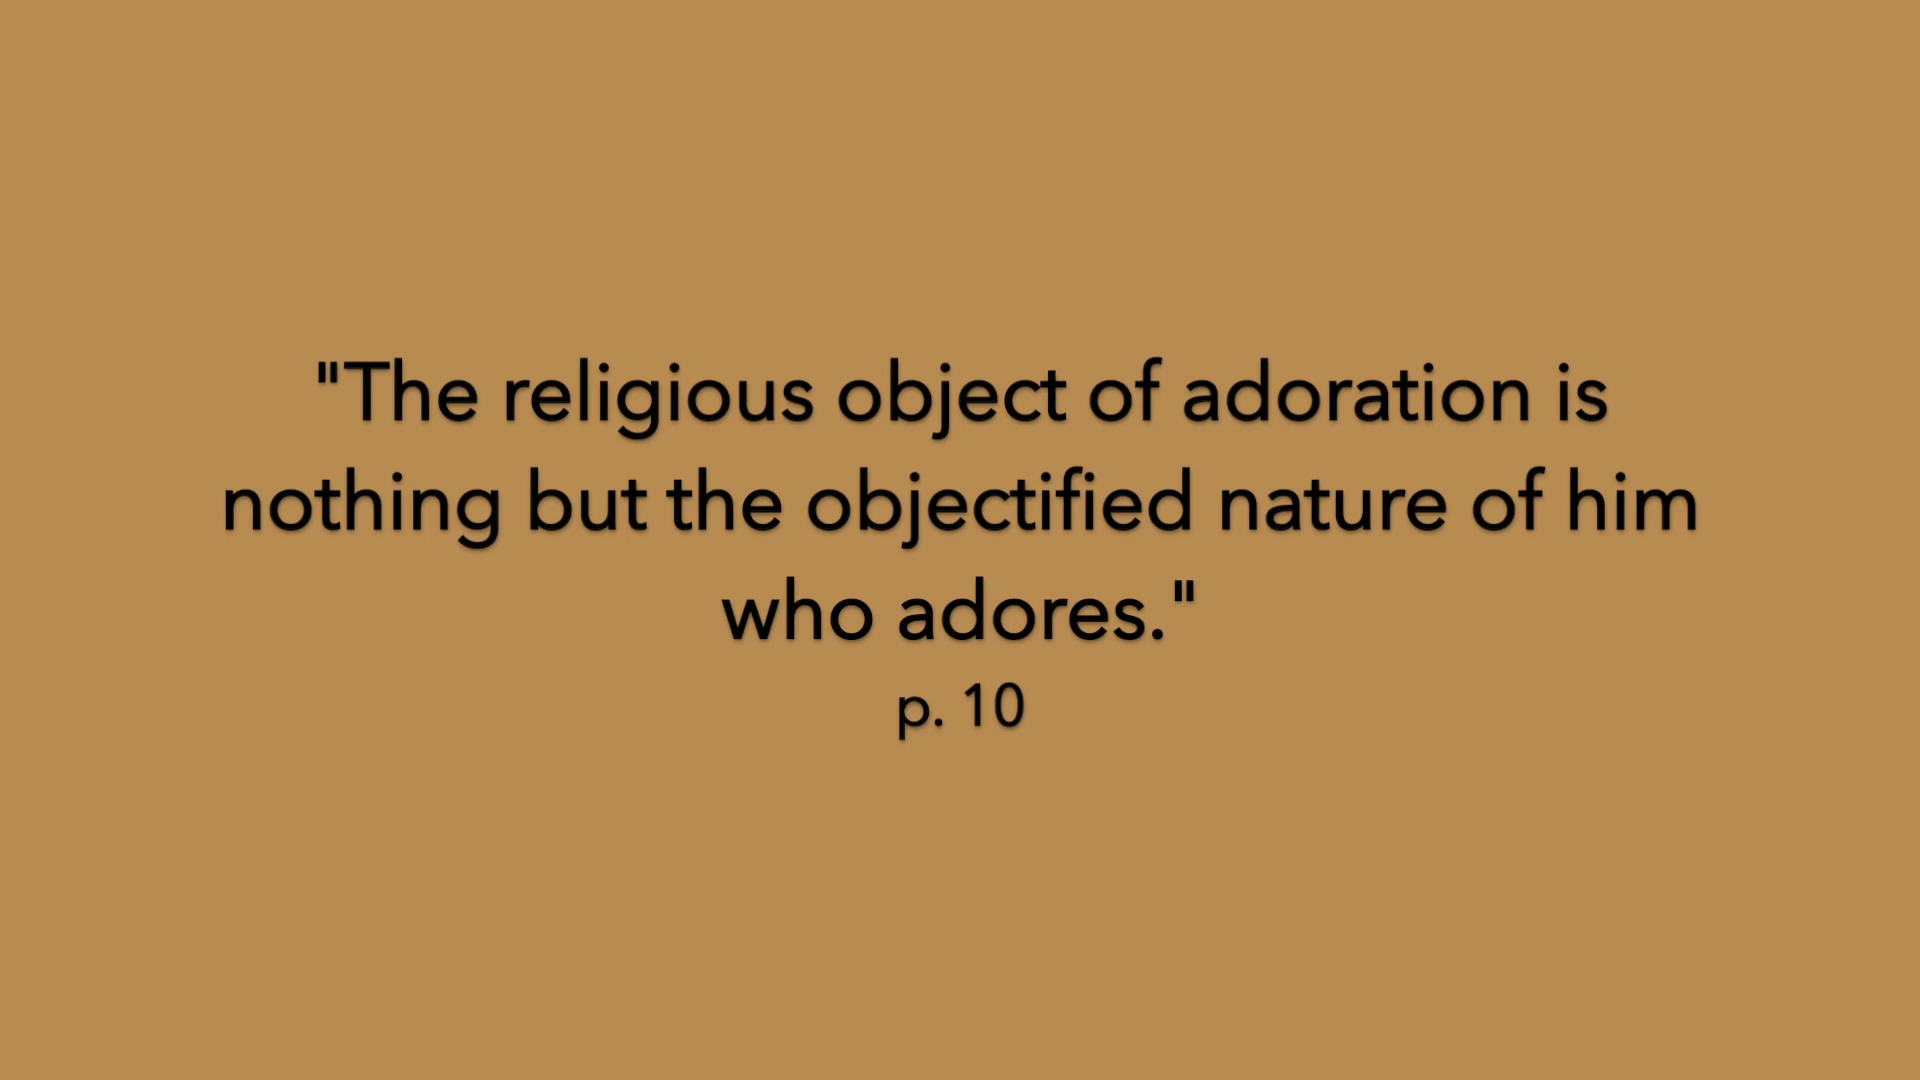 "The religious object of adoration is
nothing but the objectified nature of him
who adores."
p. 10